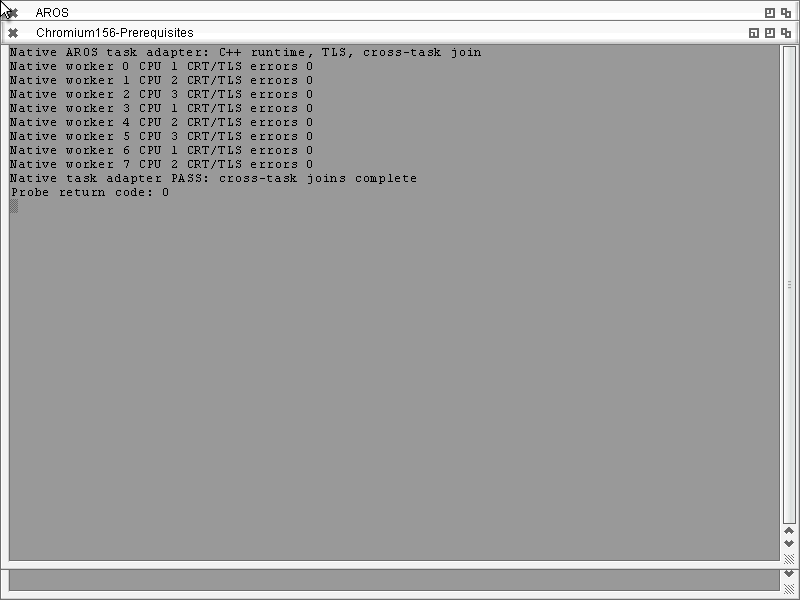 AROS
Chromium156-Prerequisites
Native AROS task adapter: C++ runtime, TLS, cross-task join
Native worker 0 CPU 1 CRT/TLS errors 0
Native worker 1 CPU 2 CRT/TLS errors 0
Native worker 2 CPU 3 CRT/TLS errors 0
Native worker 3 CPU 1 CRT/TLS errors 0
Native worker 4 CPU 2 CRT/TLS errors 0
Native worker 5 CPU 3 CRT/TLS errors 0
Native worker 6 CPU 1 CRT/TLS errors 0
Native worker 7 CPU 2 CRT/TLS errors 0
Native task adapter PASS: cross-task joins complete
Probe return code: 0